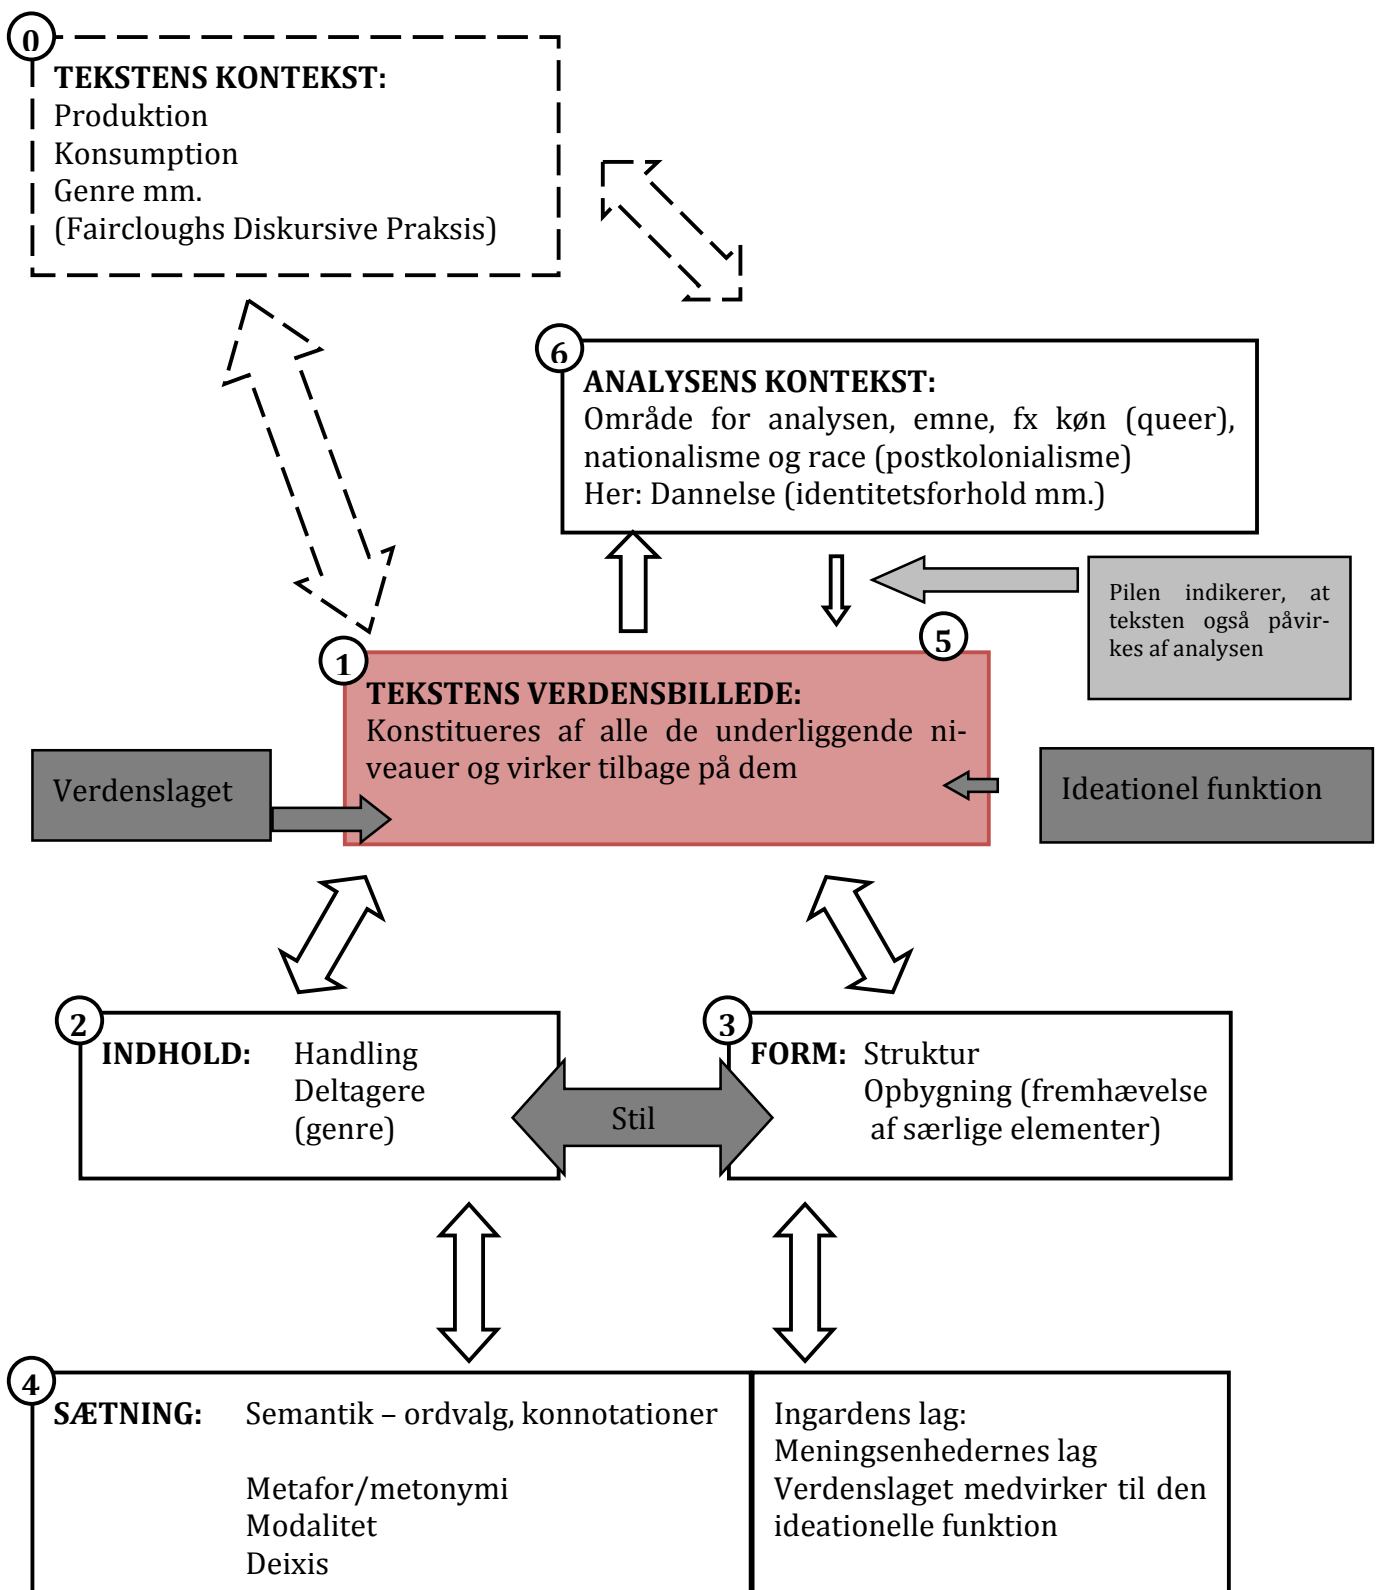 0
TEKSTENS KONTEKST:
Produktion
Konsumption
Genre mm.
(Faircloughs Diskursive Praksis)
6
ANALYSENS KONTEKST:
Område for analysen, emne, fx køn (queer),
nationalisme og race (postkolonialisme)
Her: Dannelse (identitetsforhold mm.)
Pilen indikerer, at
teksten også påvir-
kes af analysen
5
1
TEKSTENS VERDENSBILLEDE:
Konstitueres af alle de underliggende ni-
veauer og virker tilbage på dem
Verdenslaget
Ideationel funktion
2
INDHOLD: Handling
Deltagere
(genre)
Stil
3
FORM: Struktur
Opbygning (fremhævelse
af særlige elementer)
4
SÆTNING: Semantik – ordvalg, konnotationer
Metafor/metonymi
Modalitet
Deixis
Ingardens lag:
Meningsenhedernes lag
Verdenslaget medvirker til den
ideationelle funktion